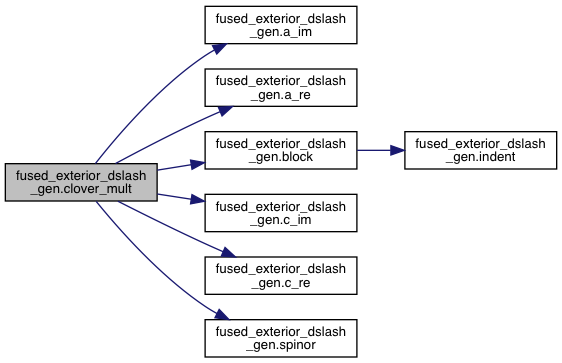 fused_exterior_dslash
_gen.clover_mult
fused_exterior_dslash
_gen.a_im
fused_exterior_dslash
_gen.a_re
fused_exterior_dslash
_gen.block
fused_exterior_dslash
_gen.indent
fused_exterior_dslash
_gen.c_im
fused_exterior_dslash
_gen.c_re
fused_exterior_dslash
_gen.spinor